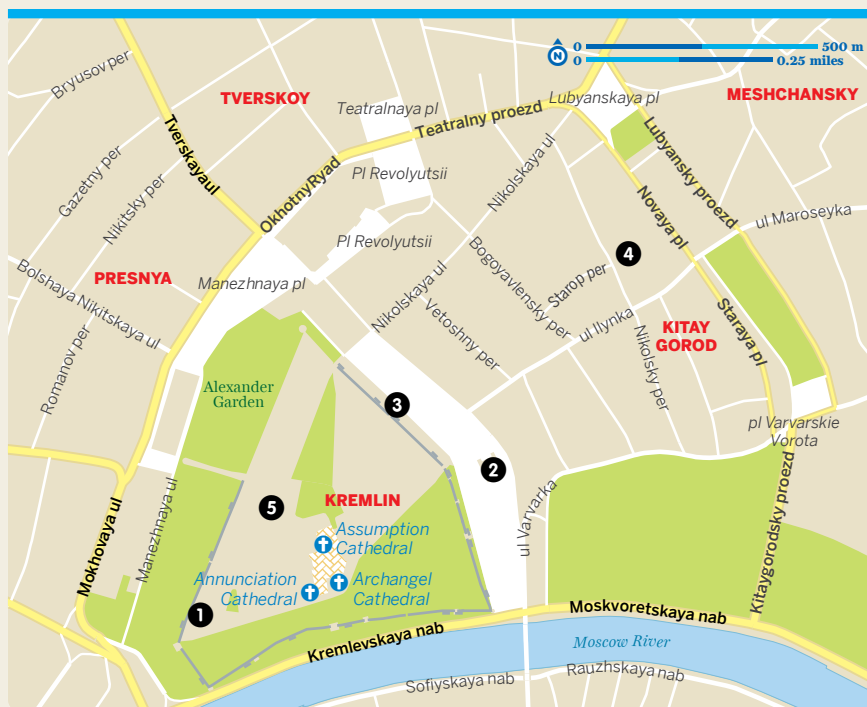 0
500 m
N
0
0.25 miles
Bryusov per
TVERSKOY
Teatralnaya pl
Lubyanskaya pl
MESHCHANSKY
Tverskayaul
Teatralny proezd
Gazetny per
OkhotnyRyad
Pl Revolyutsii
Nikolskaya ul
Lubyansky proezd
Nikitsky per
Novaya pl
ul Maroseyka
Pl Revolyutsii
4
PRESNYA
Manezhnaya pl
Bogoyavlensky per
Starop per
Bolshaya Nikitskaya ul
Nikolskaya ul
Vetoshny per
ul Ilynka
KITAY
GOROD
Staraya pl
Romanov per
Nikolsky per
Alexander
Garden
3
pl Varvarskie
Vorota
2
Mokhovaya ul
Manezhnaya ul
5
KREMLIN
ul Varvarka
Kitaygorodsky proezd
Assumption
Cathedral
Annunciation
Cathedral
Archangel
Cathedral
1
Kremlevskaya nab
Moskvoretskaya nab
Moscow River
Sofiyskaya nab
Rauzhskaya nab